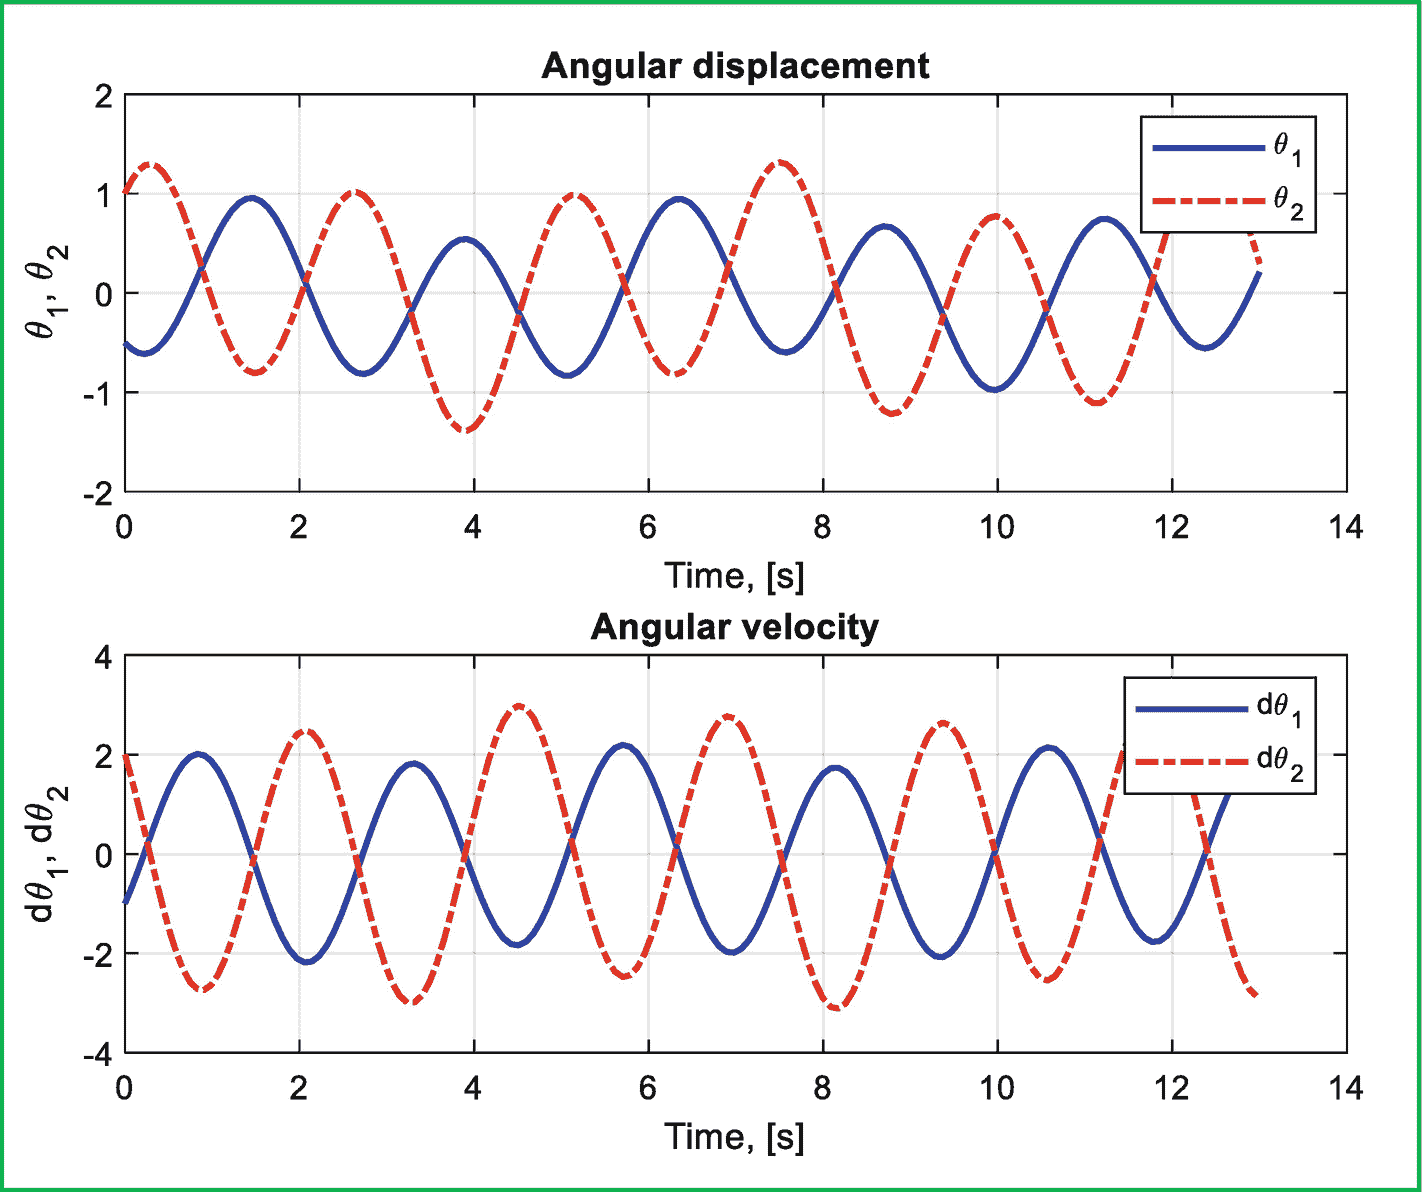 Angular displacement
2
1
0
-1
-2
θ1, θ2
θ1
θ2
0 2 4 6 8 10 12 14
Time, [s]
Angular velocity
4
2
0
-2
-4
dθ1, dθ2
dθ1
dθ2
0 2 4 6 8 10 12 14
Time, [s]